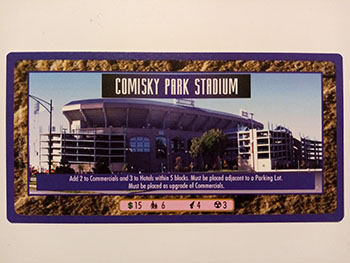 COMISKY PARK STADIUM
Add 2 to Commercials and 3 to Hotels within 5 blocks. Must be placed adjacent to a Parking Lot.
Must be placed as upgrade of Commercials.
$15 6 4 3